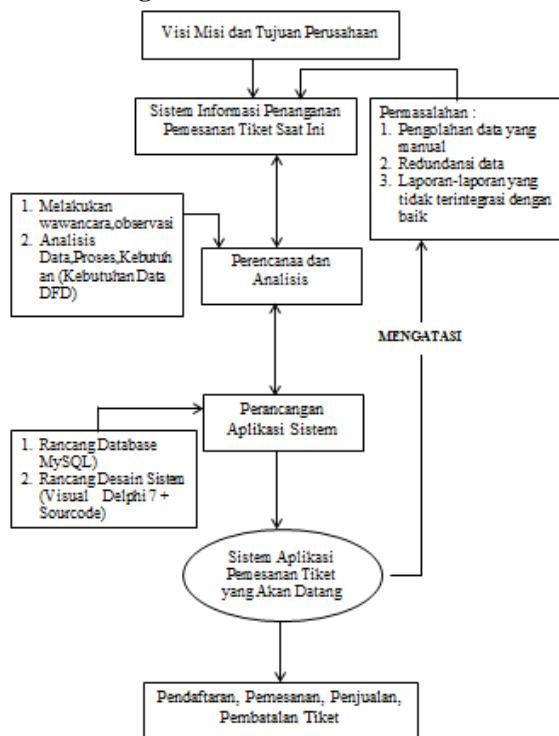 Visi Misi dan Tujuan Perusahaan
Sistem Informasi Penanganan
Pemesanan Tiket Saat Ini
Permasalahan :
1. Pengolahan data yang
manual
2. Redundansi data
3. Laporan-laporan yang
tidak terintegrasi dengan
baik
1. Melakukan
wawancara,observasi
2. Analisis
Data,Proses,Kebutuh
an (Kebutuhan Data
DFD)
Perencanaa dan
Analisis
MENGATASI
Perancangan
Aplikasi Sistem
1. Rancang Database
MySQL)
2. Rancang Desain Sistem
(Visual Delphi 7 +
Sourcode)
Sistem Aplikasi
Pemesanan Tiket
yang Akan Datang
Pendaftaran, Pemesanan, Penjualan,
Pembatalan Tiket